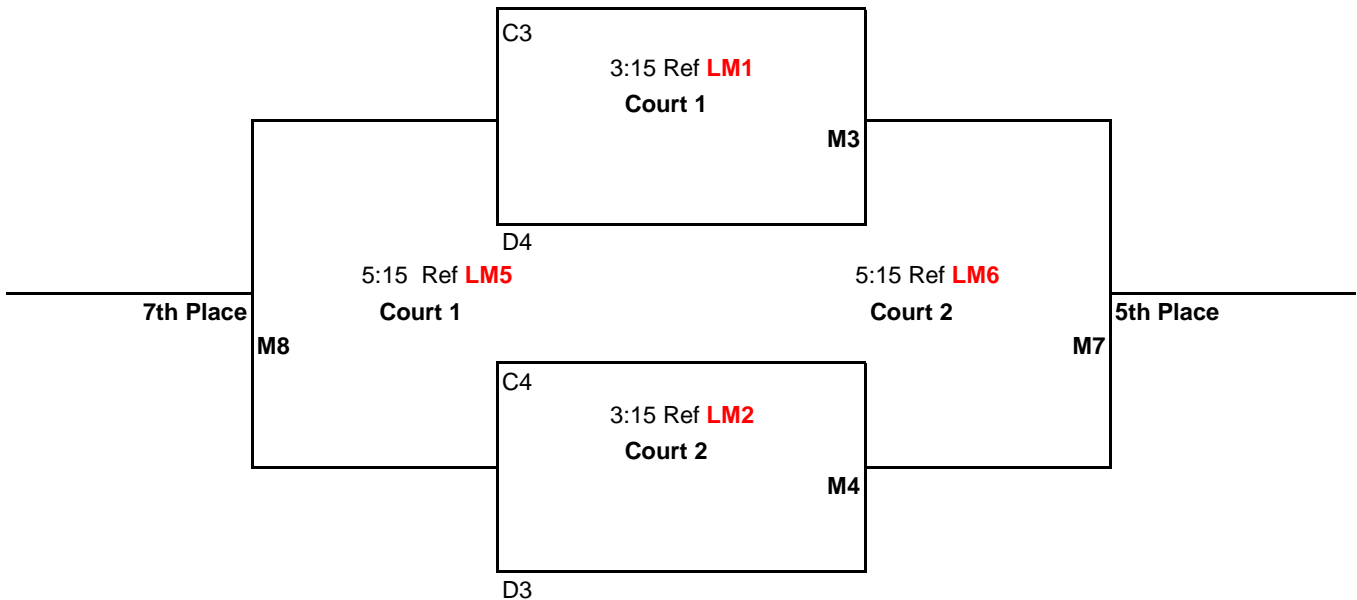 C3
3:15 Ref LM1
Court 1
M3
D4
5:15 Ref LM5
5:15 Ref LM6
7th Place
Court 1
Court 2
5th Place
M8
M7
C4
3:15 Ref LM2
Court 2
M4
D3